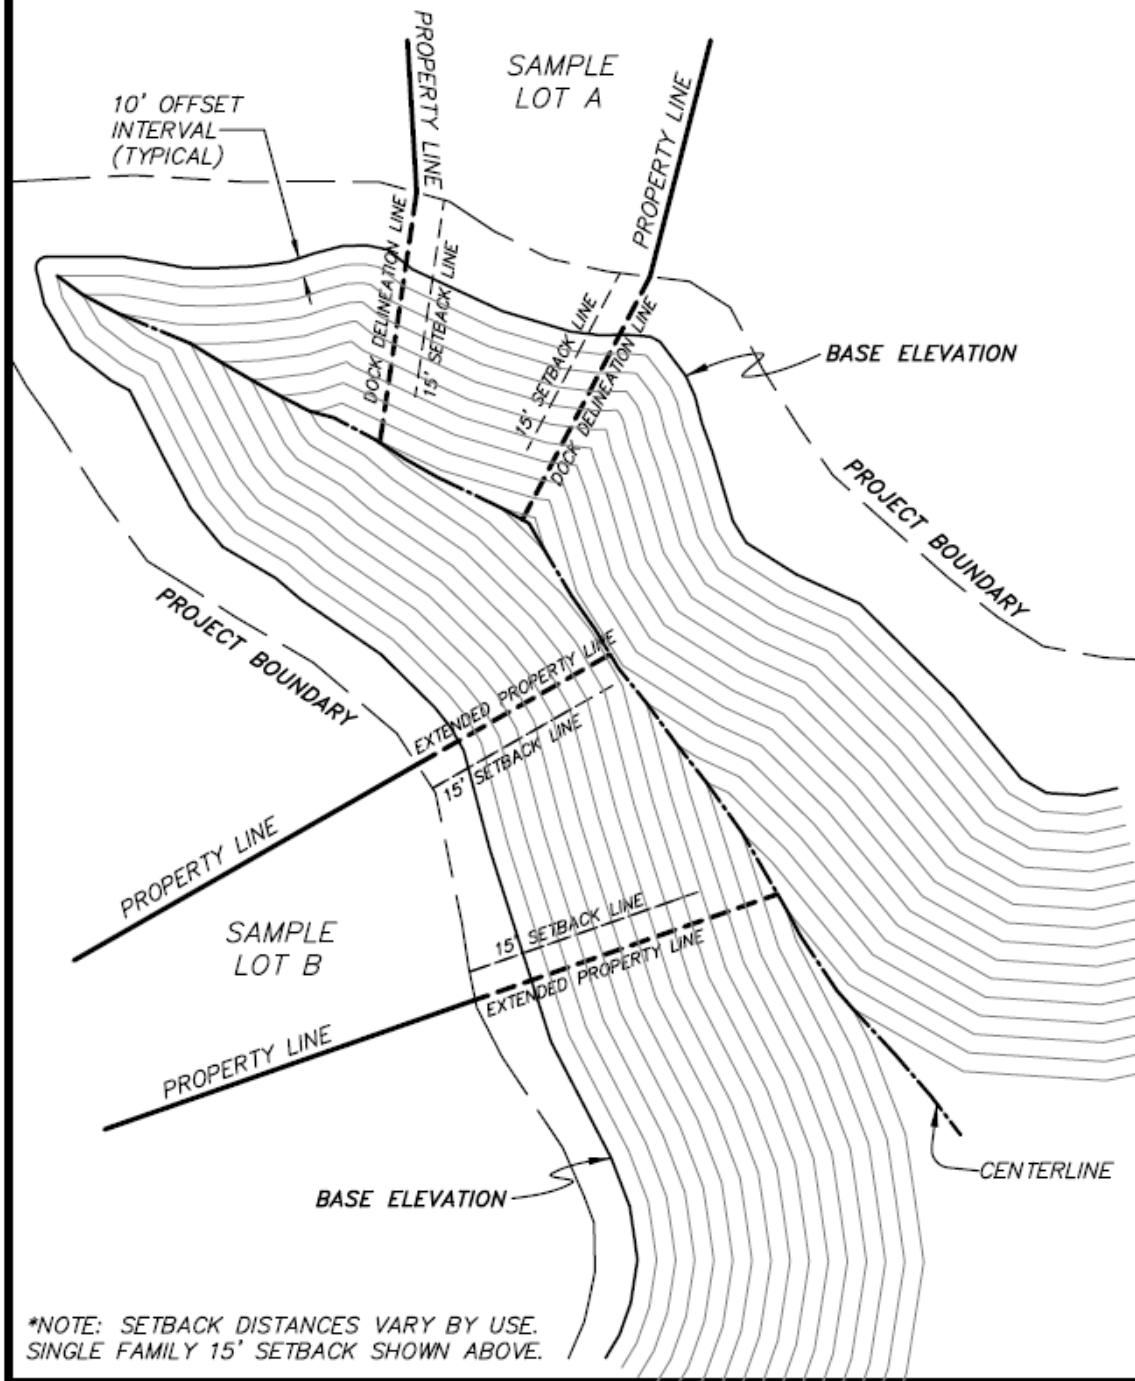 PROPERTY LINE
SAMPLE
LOT A
PROPERTY LINE
10' OFFSET
INTERVAL
(TYPICAL)
DOCK DELINEATION LINE
15' SETBACK LINE
15' SETBACK LINE
DOCK DELINEATION LINE
BASE ELEVATION
PROJECT BOUNDARY
PROJECT BOUNDARY
EXTENDED PROPERTY LINE
15' SETBACK LINE
PROPERTY LINE
SAMPLE
LOT B
15' SETBACK LINE
EXTENDED PROPERTY LINE
PROPERTY LINE
CENTERLINE
BASE ELEVATION
*NOTE: SETBACK DISTANCES VARY BY USE.
SINGLE FAMILY 15' SETBACK SHOWN ABOVE.